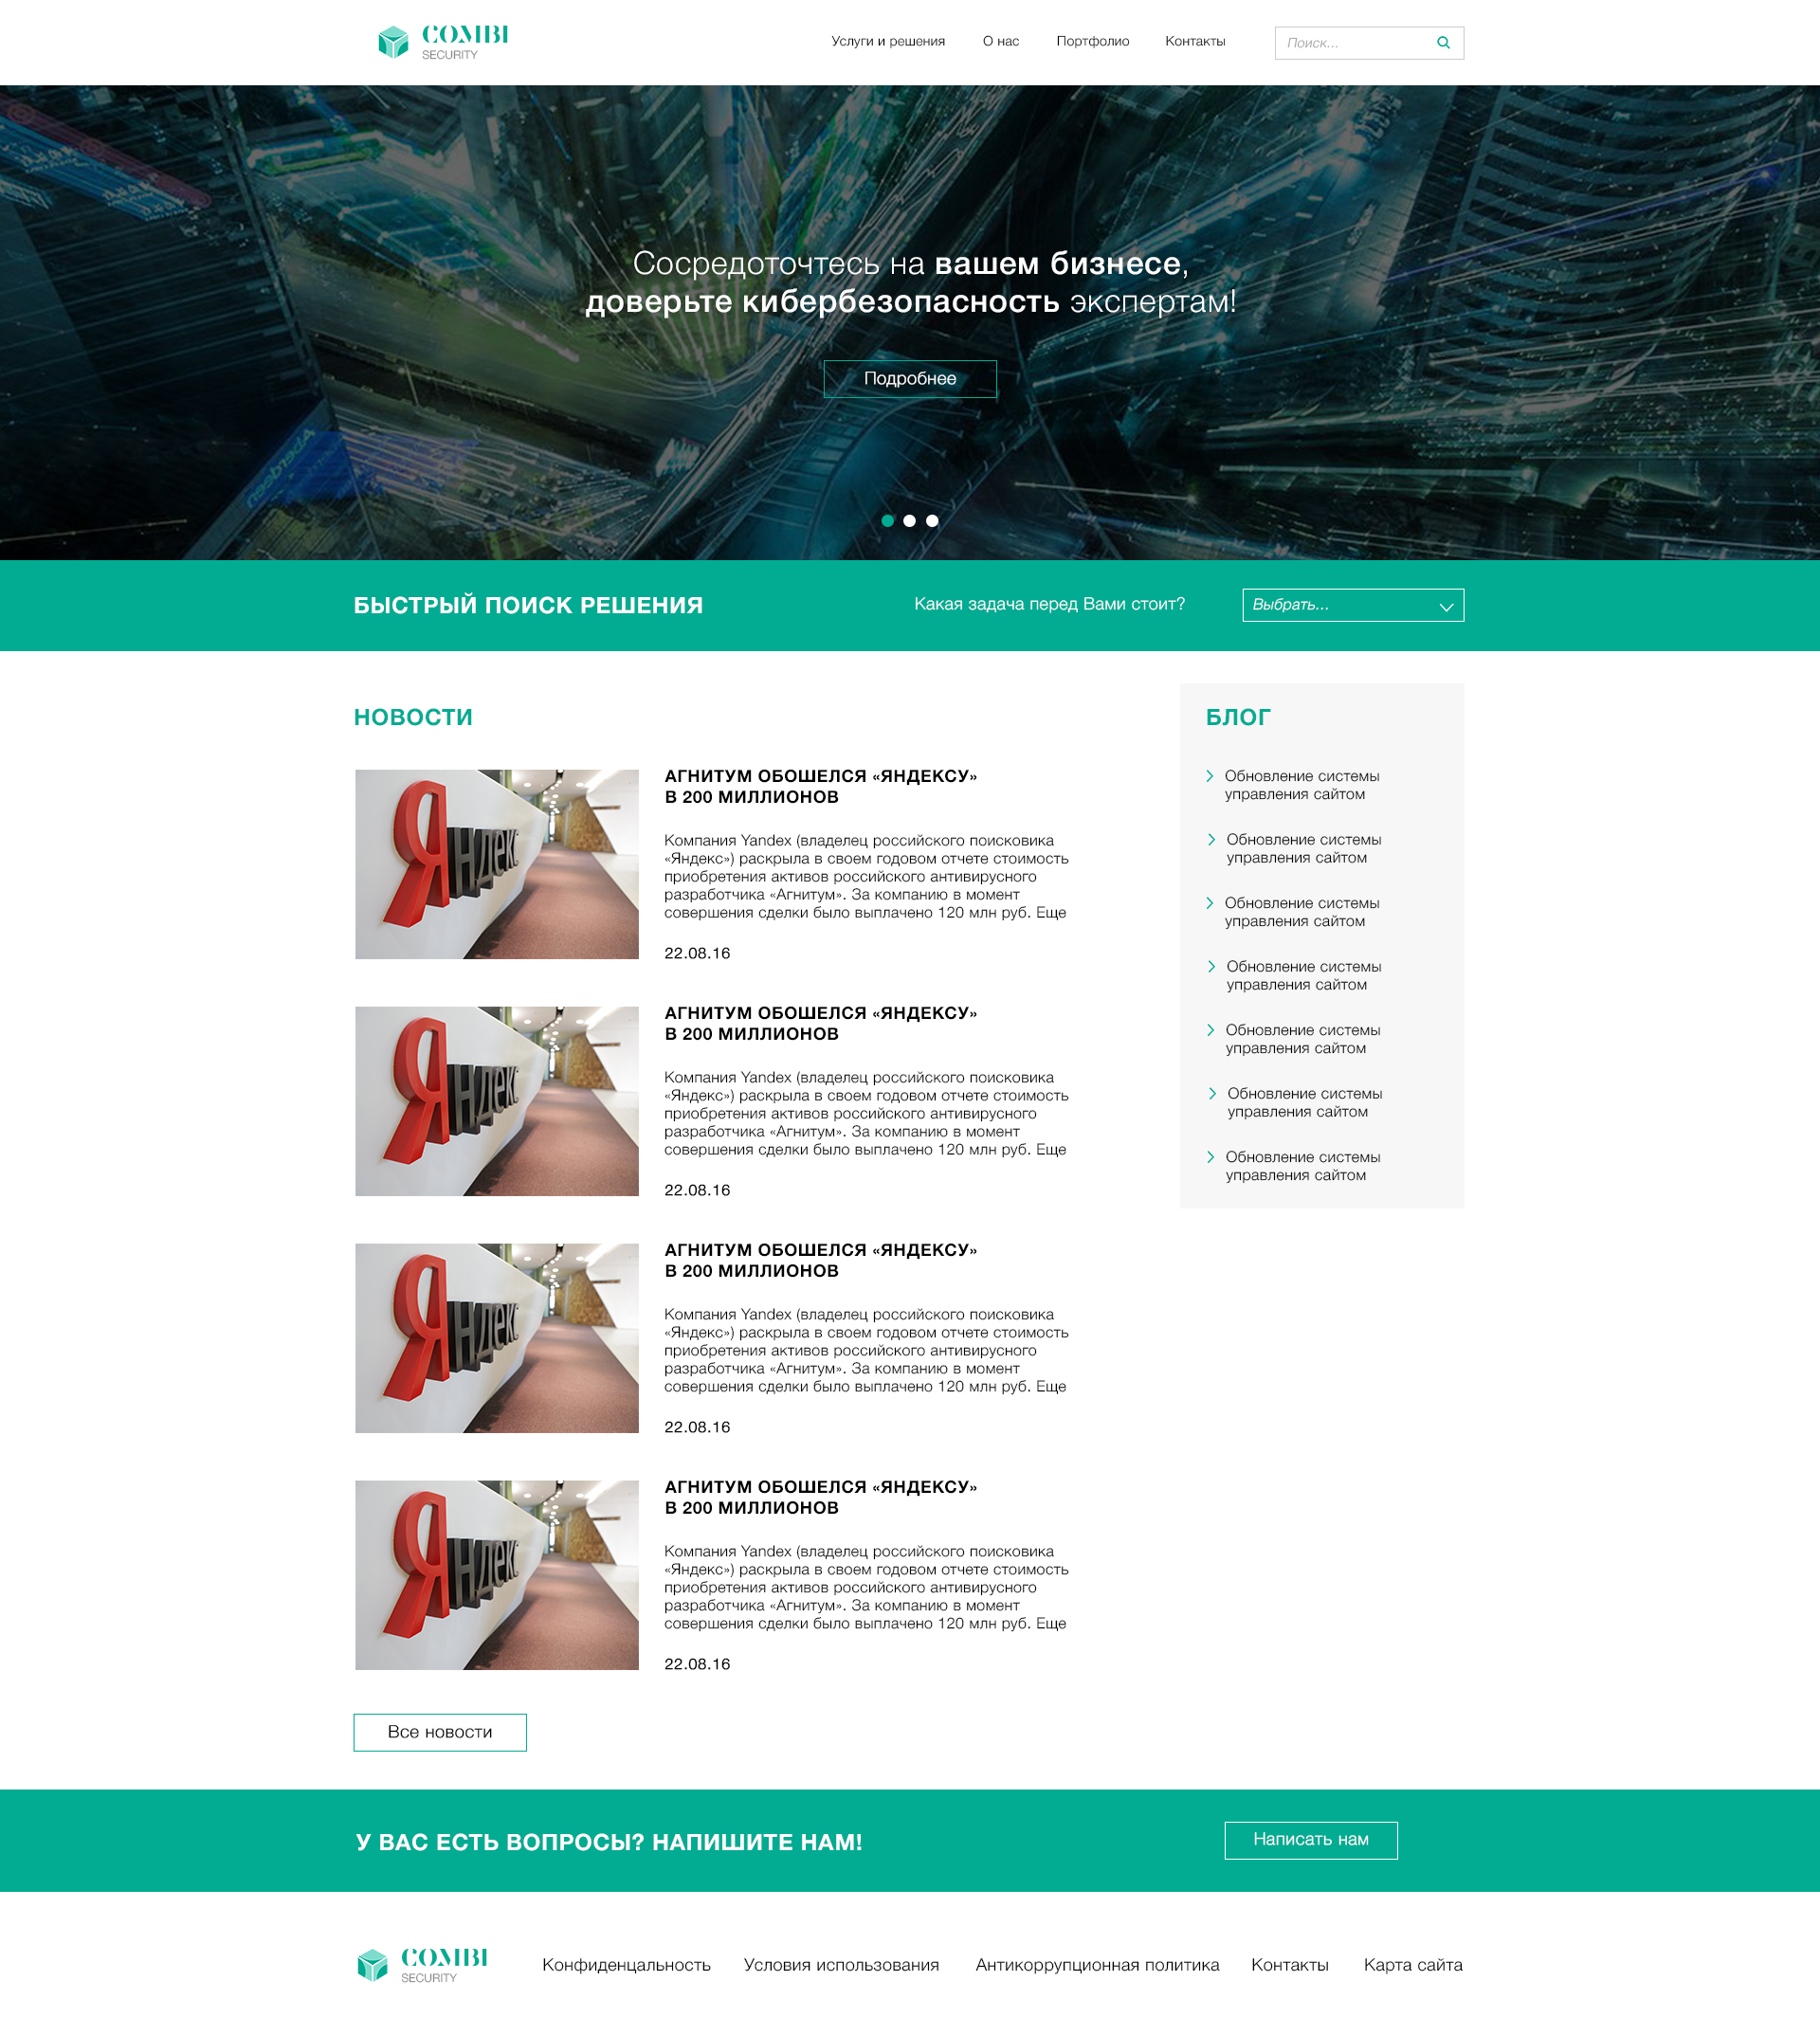 COMBI
SECURITY
Услуги и решения
О нас
Портфолио
Контакты
Поиск...
Сосредоточтесь на вашем бизнесе,
доверьте кибербезопасность экспертам!
Подробнее
БЫСТРЫЙ ПОИСК РЕШЕНИЯ
Какая задача перед Вами стоит?
Выбрать...
НОВОСТИ
Яндекс
АГНИТУМ ОБОШЕЛСЯ «ЯНДЕКСУ»
В 200 МИЛЛИОНОВ
Компания Yandex (владелец российского поисковика
«Яндекс») раскрыла в своем годовом отчете стоимость
приобретения активов российского антивирусного
разработчика «Агнитум». За компанию в момент
совершения сделки было выплачено 120 млн руб. Еще
22.08.16
Яндекс
АГНИТУМ ОБОШЕЛСЯ «ЯНДЕКСУ»
В 200 МИЛЛИОНОВ
Компания Yandex (владелец российского поисковика
«Яндекс») раскрыла в своем годовом отчете стоимость
приобретения активов российского антивирусного
разработчика «Агнитум». За компанию в момент
совершения сделки было выплачено 120 млн руб. Еще
22.08.16
Яндекс
АГНИТУМ ОБОШЕЛСЯ «ЯНДЕКСУ»
В 200 МИЛЛИОНОВ
Компания Yandex (владелец российского поисковика
«Яндекс») раскрыла в своем годовом отчете стоимость
приобретения активов российского антивирусного
разработчика «Агнитум». За компанию в момент
совершения сделки было выплачено 120 млн руб. Еще
22.08.16
Яндекс
АГНИТУМ ОБОШЕЛСЯ «ЯНДЕКСУ»
В 200 МИЛЛИОНОВ
Компания Yandex (владелец российского поисковика
«Яндекс») раскрыла в своем годовом отчете стоимость
приобретения активов российского антивирусного
разработчика «Агнитум». За компанию в момент
совершения сделки было выплачено 120 млн руб. Еще
22.08.16
Все новости
БЛОГ
Обновление системы
управления сайтом
Обновление системы
управления сайтом
Обновление системы
управления сайтом
Обновление системы
управления сайтом
Обновление системы
управления сайтом
Обновление системы
управления сайтом
Обновление системы
управления сайтом
У ВАС ЕСТЬ ВОПРОСЫ? НАПИШИТЕ НАМ!
Написать нам
COMBI
SECURITY
Конфиденцальность
Условия использования
Антикоррупционная политика
Контакты
Карта сайта